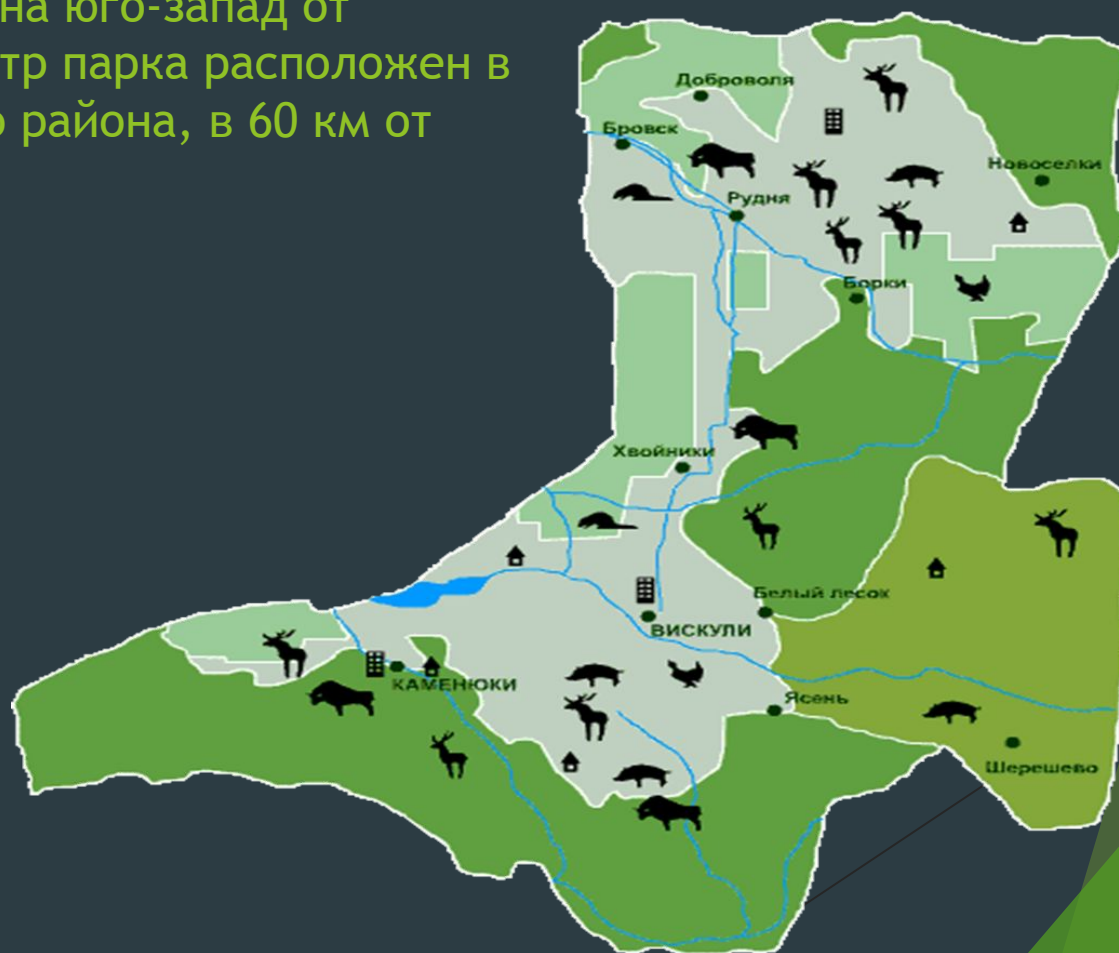 на юго-запад от
тр парка расположен в
о района, в 60 км от
Доброволя
Бровск
Новоселки
Рудня
Борки
Хвойники
Белый лесок
ВИСКУЛИ
КАМЕНЮКИ
Ясень
Шерешево